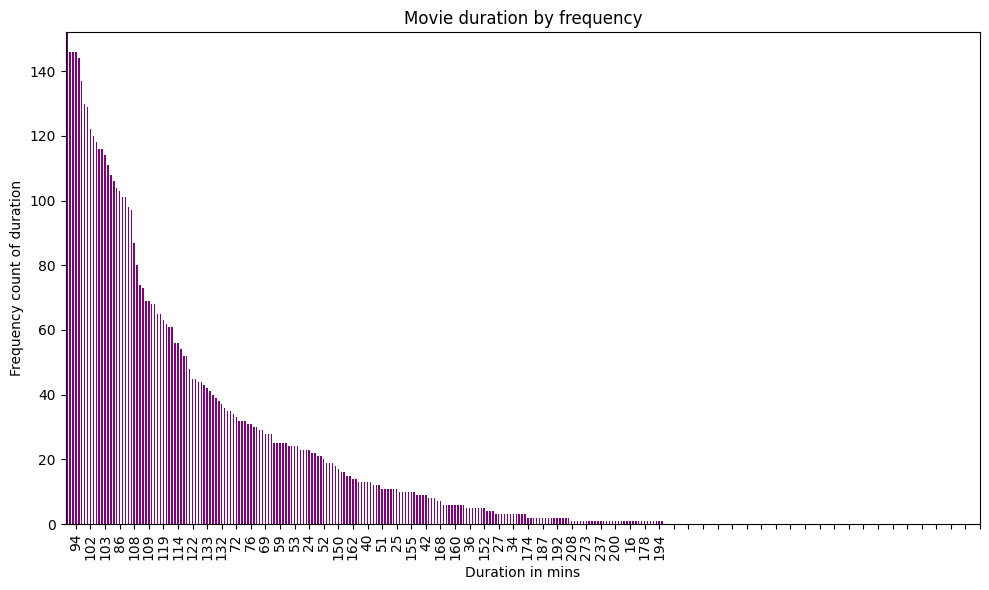 Movie duration by frequency
Frequency count of duration
140
120
100
80
60
40
20
0
94 102 103 86 108 109 119 114 122 133 132 72 76 69 59 53 24 52 150 162 40 51 25 155 42 168 160 36 152 27 34 174 187 192 208 273 237 200 16 178 194
Duration in mins